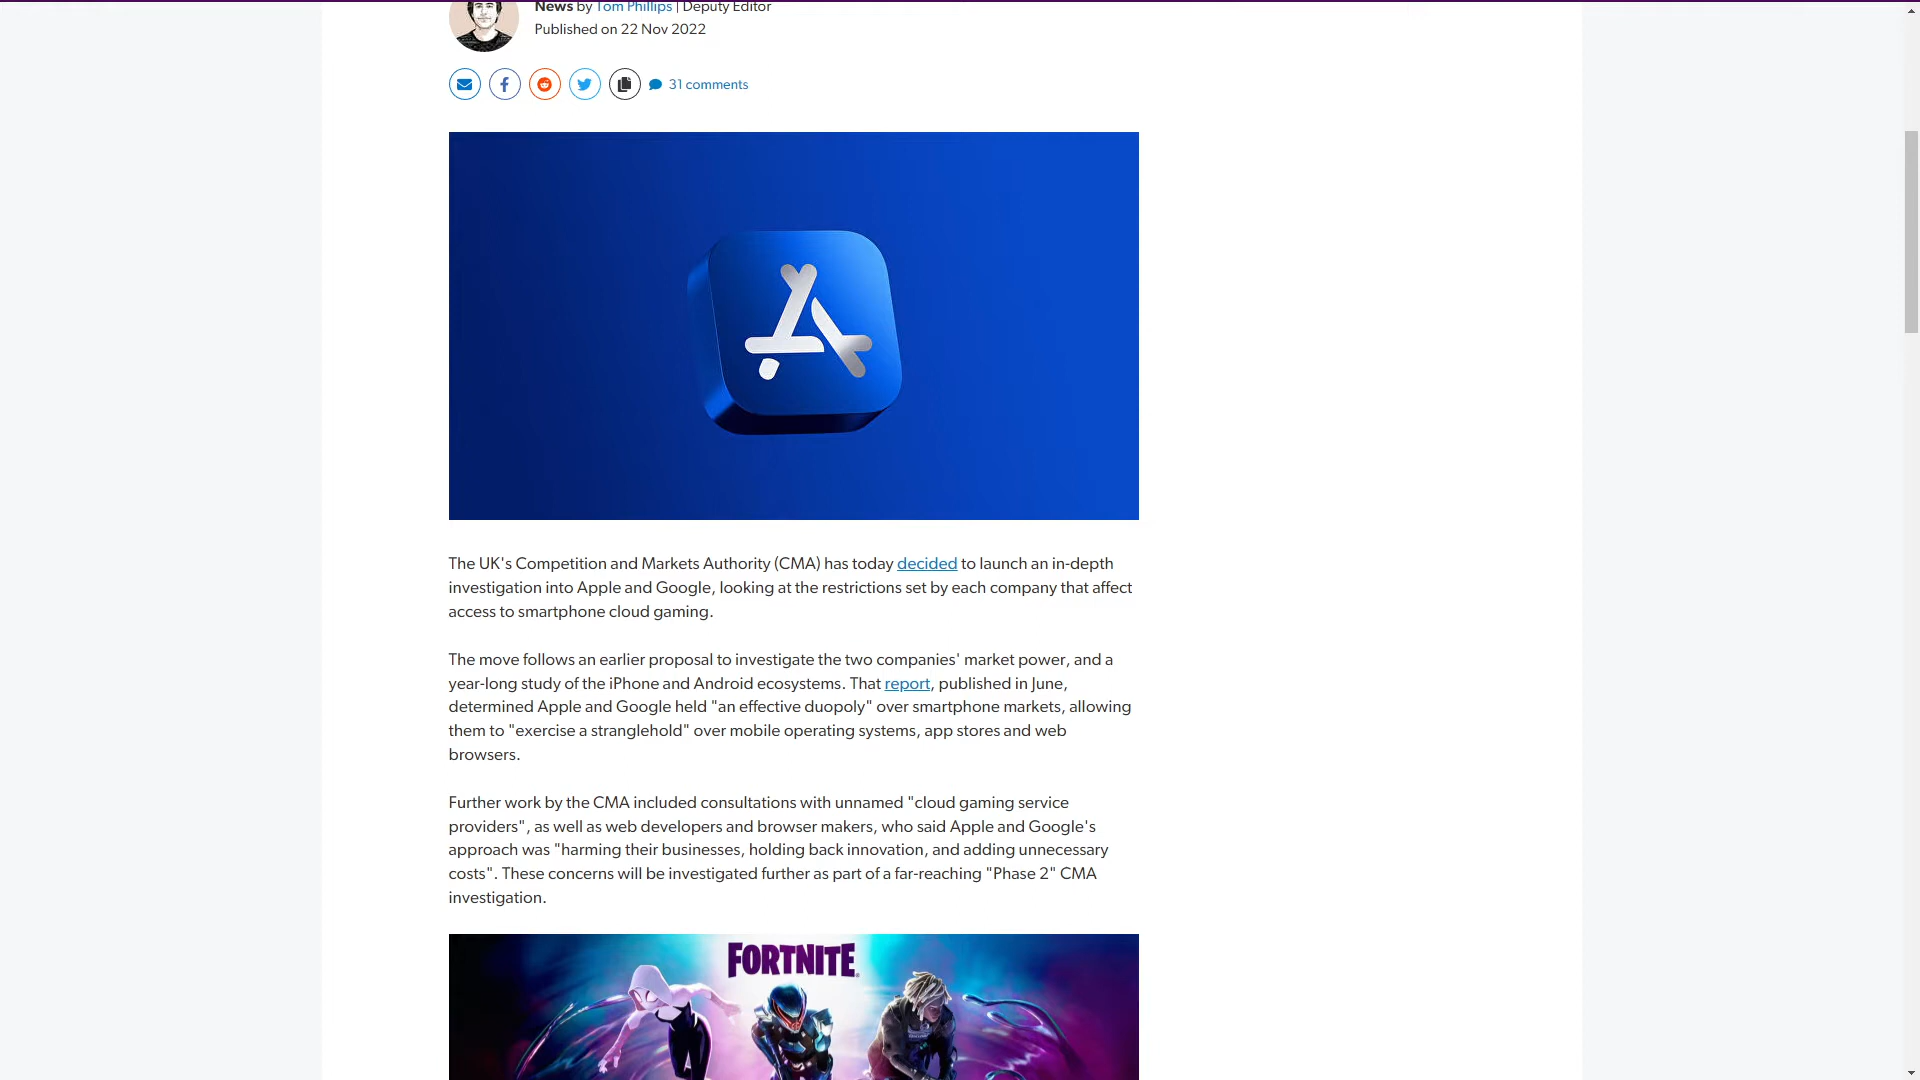 News by Tom Phillips | Deputy Editor
Published on 22 Nov 2022
31 comments
The UK's Competition and Markets Authority (CMA) has today decided to launch an in-depth
investigation into Apple and Google, looking at the restrictions set by each company that affect
access to smartphone cloud gaming.
The move follows an earlier proposal to investigate the two companies' market power, and a
year-long study of the iPhone and Android ecosystems. That report, published in June,
determined Apple and Google held "an effective duopoly" over smartphone markets, allowing
them to "exercise a stranglehold" over mobile operating systems, app stores and web
browsers.
Further work by the CMA included consultations with unnamed "cloud gaming service
providers", as well as web developers and browser makers, who said Apple and Google's
approach was "harming their businesses, holding back innovation, and adding unnecessary
costs". These concerns will be investigated further as part of a far-reaching "Phase 2" CMA
investigation.
FORTNITE